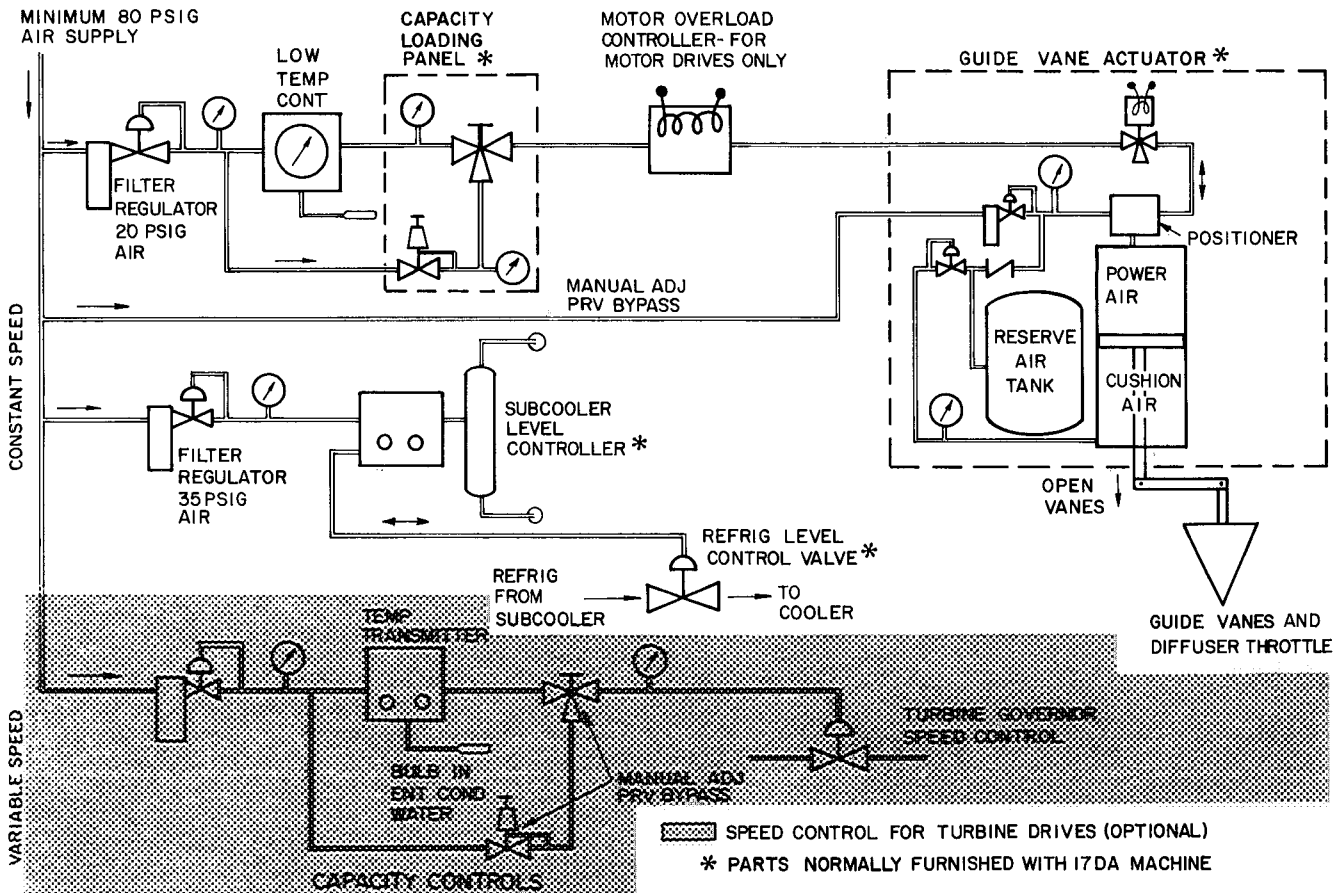 MINIMUM 80 PSIG
AIR SUPPLY
LOW
TEMP
CONT
CAPACITY
LOADING
PANEL *
MOTOR OVERLOAD
CONTROLLER-FOR
MOTOR DRIVES ONLY
GUIDE VANE ACTUATOR *
FILTER
REGULATOR
20 PSIG
AIR
MANUAL ADJ
PRV BYPASS
POSITIONER
POWER
AIR
RESERVE
AIR
TANK
CUSHION
AIR
CONSTANT SPEED
SUBCOOLER
LEVEL
CONTROLLER *
FILTER
REGULATOR
35 PSIG
AIR
OPEN
VANES
REFRIG LEVEL
CONTROL VALVE *
REFRIG
FROM
SUBCOOLER
TO
COOLER
GUIDE VANES AND
DIFFUSER THROTTLE
VARIABLE SPEED
TEMP
TRANSMITTER
BULB IN
ENT COND
WATER
MANUAL ADJ
PRV BYPASS
TURBINE GOVERNOR
SPEED CONTROL
CAPACITY CONTROLS
SPEED CONTROL FOR TURBINE DRIVES (OPTIONAL)
* PARTS NORMALLY FURNISHED WITH 17DA MACHINE